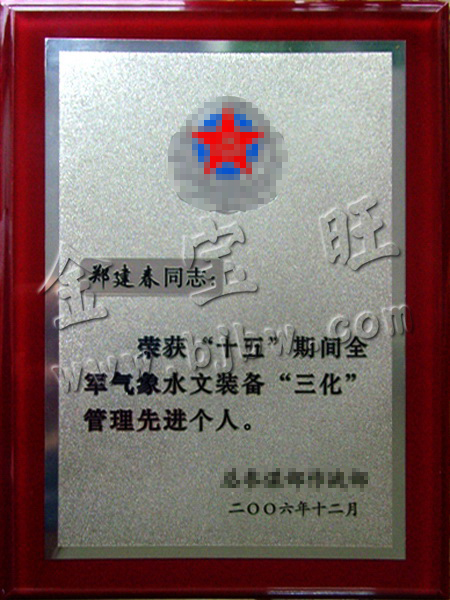 郑建春同志：
荣获“十五”期间全
军气象水文装备“三化”
管理先进个人。
二〇〇六年十二月
金宝旺
www.bjjbw.com